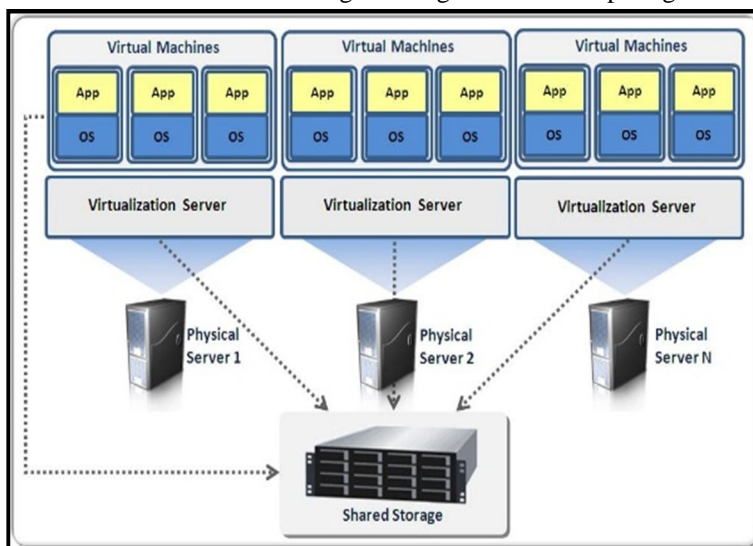 Virtual Machines
Virtual Machines
Virtual Machines
App App App
App App App
App App App
OS OS OS
OS OS OS
OS OS OS
Virtualization Server
Virtualization Server
Virtualization Server
Physical
Server 1
Physical
Server 2
Physical
Server N
Shared Storage